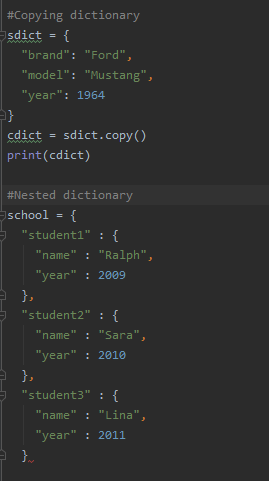 #Copying dictionary
sdict = {
  "brand": "Ford",
  "model": "Mustang",
  "year": 1964
}
cdict = sdict.copy()
print(cdict)

#Nested dictionary
school = {
  "student1" : {
    "name" : "Ralph",
    "year" : 2009
  },
  "student2" : {
    "name" : "Sara",
    "year" : 2010
  },
  "student3" : {
    "name" : "Lina",
    "year" : 2011
  }